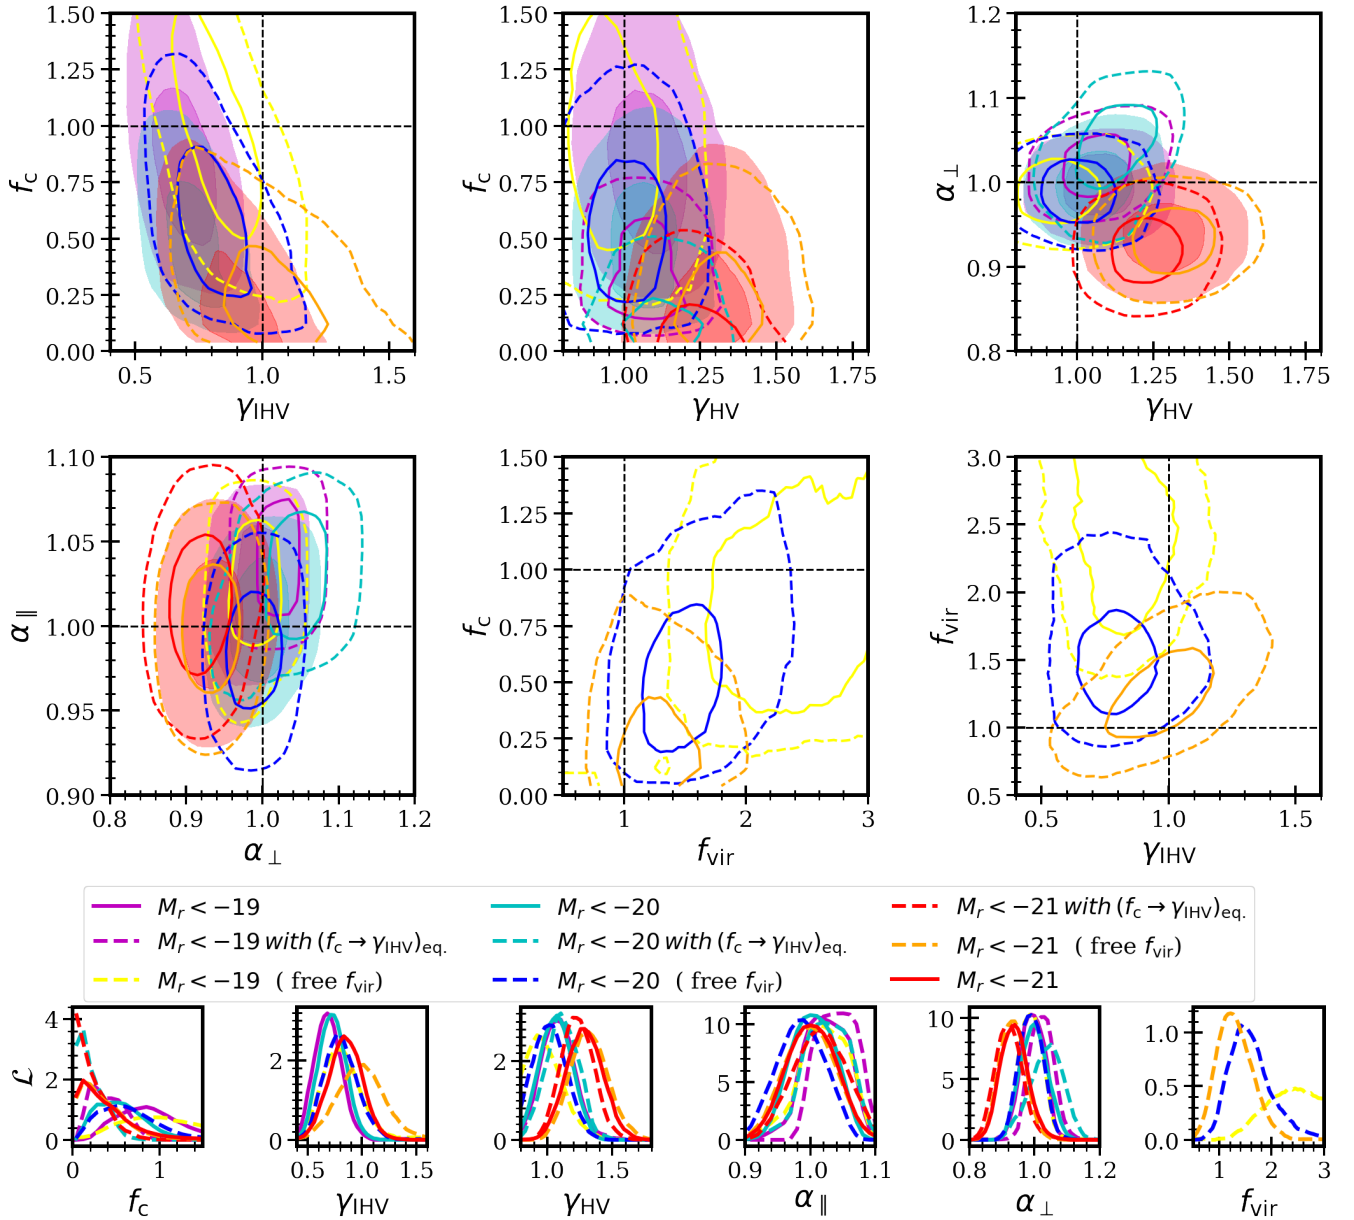 1.50
1.25
1.00
0.75
0.50
0.25
0.00
f_c
0.5 1.0 1.5
γ_IHV
1.50
1.25
1.00
0.75
0.50
0.25
0.00
f_c
1.00 1.25 1.50 1.75
γ_HV
1.2
1.1
1.0
0.9
0.8
α_⊥
1.00 1.25 1.50 1.75
γ_HV
1.10
1.05
1.00
0.95
0.90
α_∥
0.8 0.9 1.0 1.1 1.2
α_⊥
1.50
1.25
1.00
0.75
0.50
0.25
0.00
f_c
1 2 3
f_vir
3.0
2.5
2.0
1.5
1.0
0.5
f_vir
0.5 1.0 1.5
γ_IHV
M_r < −19
M_r < −19 with (f_c → γ_IHV)_eq.
M_r < −19 ( free f_vir)
M_r < −20
M_r < −20 with (f_c → γ_IHV)_eq.
M_r < −20 ( free f_vir)
M_r < −21 with (f_c → γ_IHV)_eq.
M_r < −21 ( free f_vir)
M_r < −21
4
2
0
ℒ
0 1
f_c
2
0
0.5 1.0 1.5
γ_IHV
2
0
1.0 1.5
γ_HV
10
5
0
0.9 1.0 1.1
α_∥
10
5
0
0.8 1.0 1.2
α_⊥
1.0
0.5
0.0
1 2 3
f_vir